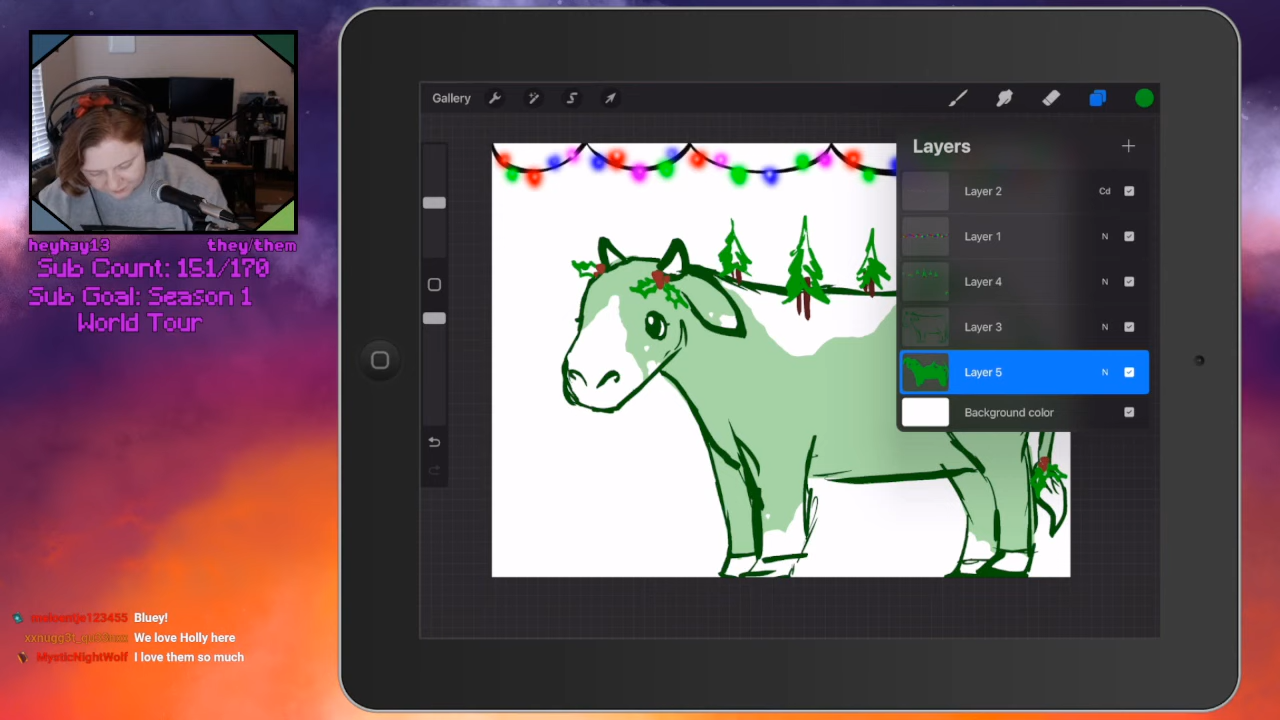 heyhay13 they/them
Sub Count: 151/170
Sub Goal: Season 1
World Tour
Bluey!
We love Holly here
MysticNightWolf I love them so much
Gallery
Layers
Layer 2 Cd
Layer 1 N
Layer 4 N
Layer 3 N
Layer 5 N
Background color